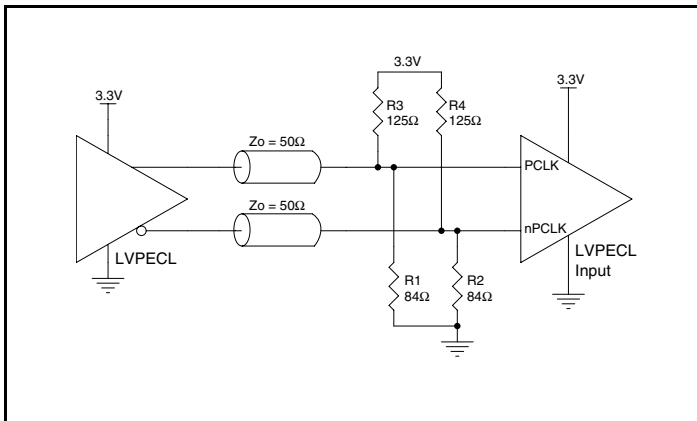 3.3V
3.3V
3.3V
R3
125Ω
R4
125Ω
Zo = 50Ω
PCLK
Zo = 50Ω
nPCLK
LVPECL
LVPECL
Input
R1
84Ω
R2
84Ω